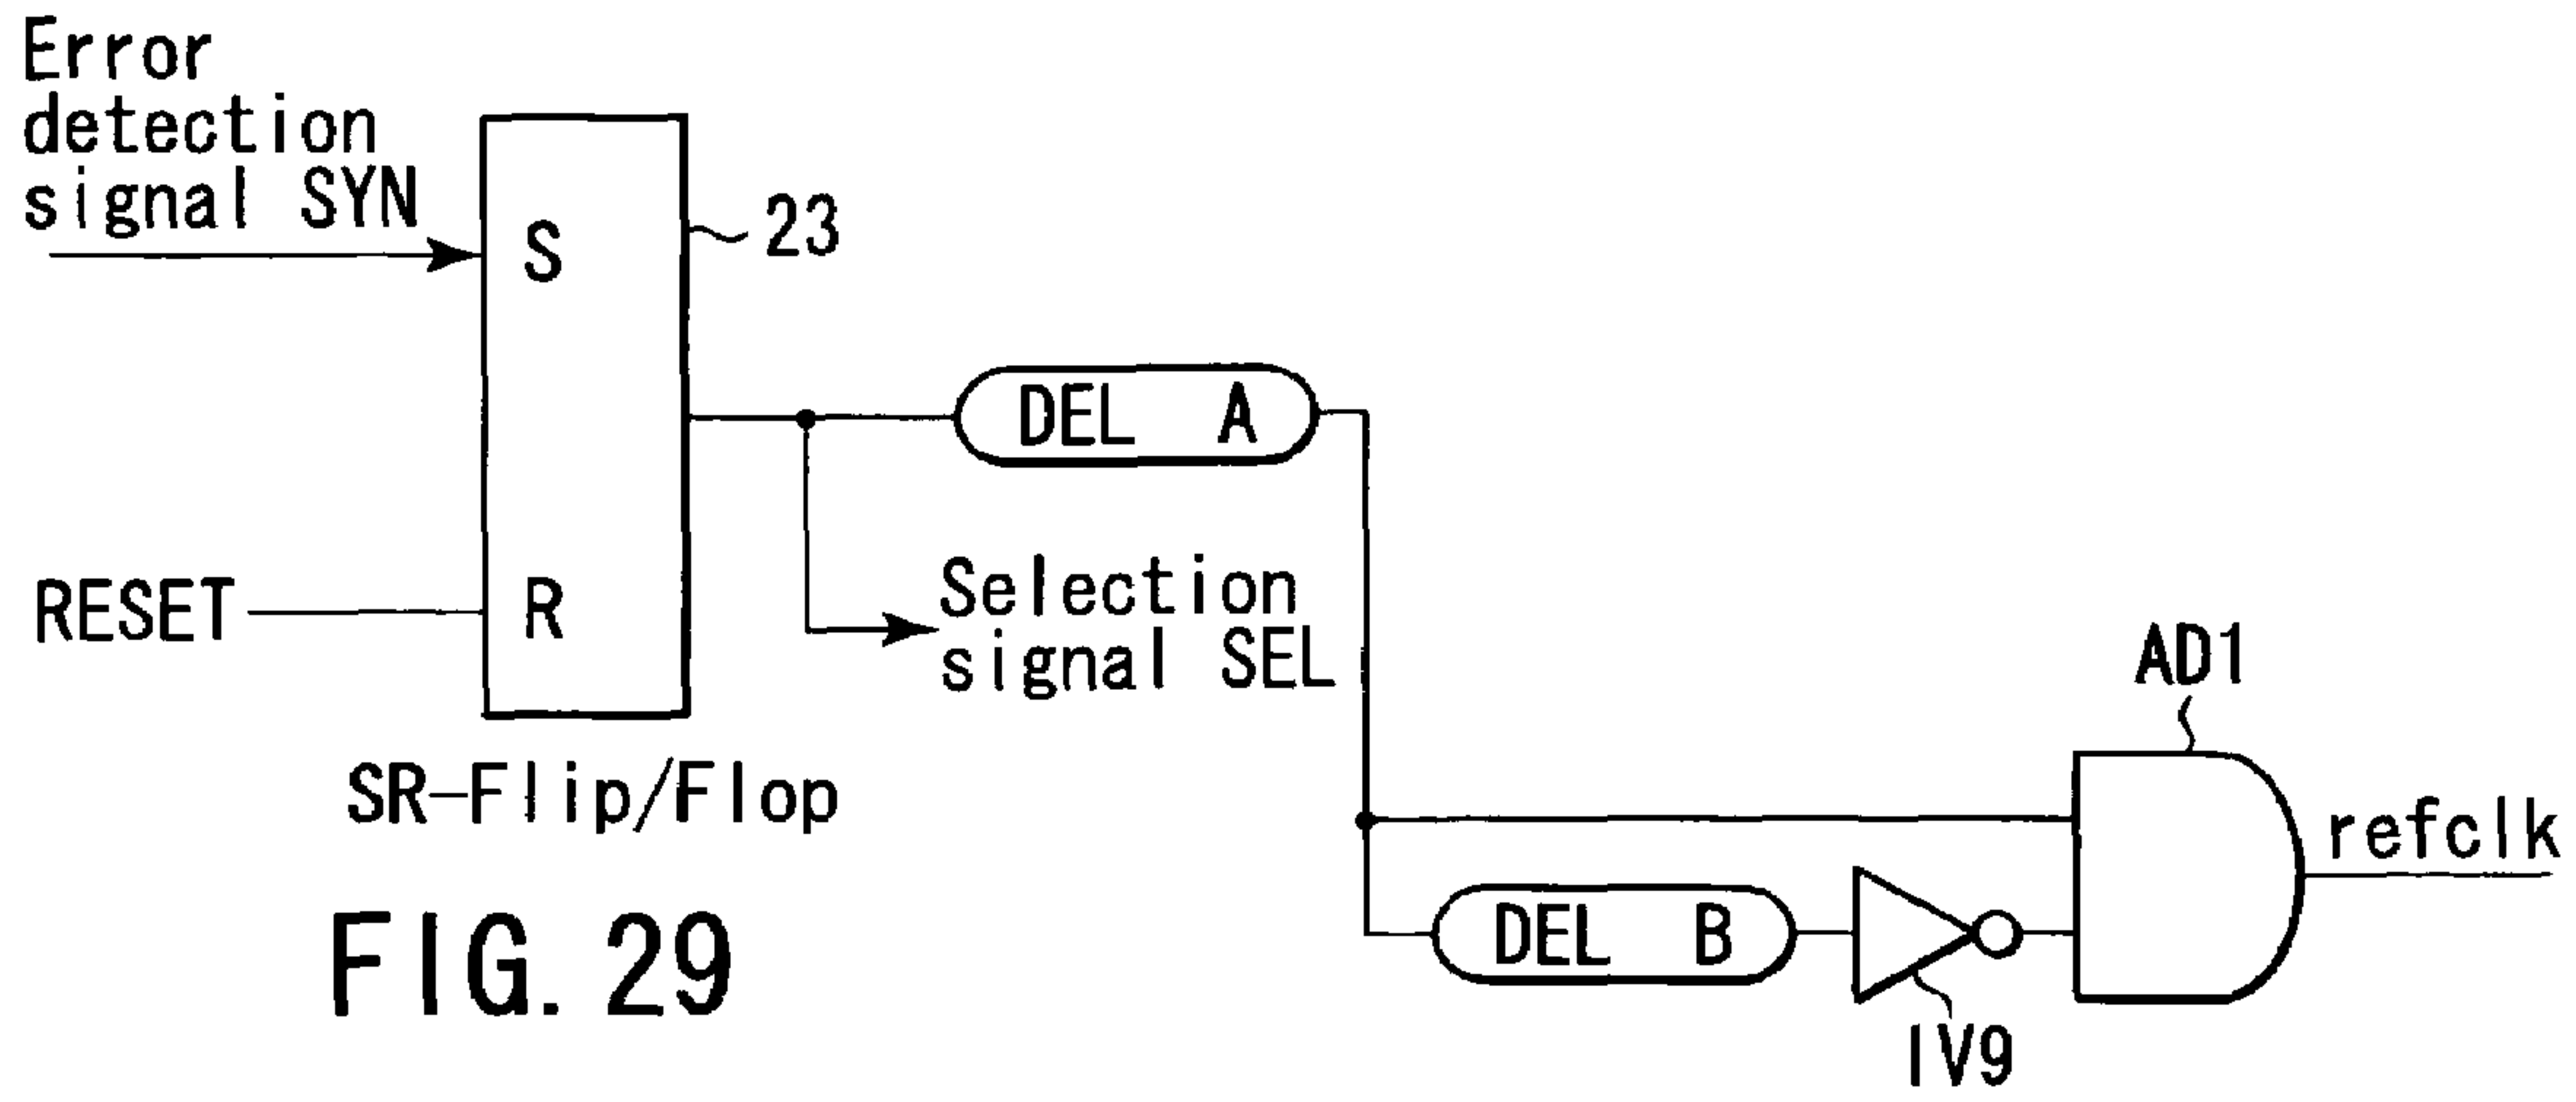 Error
detection
signal SYN
S
23
DEL A
RESET
R
Selection
signal SEL
SR-Flip/Flop
AD1
refclk
DEL B
IV9
FIG. 29